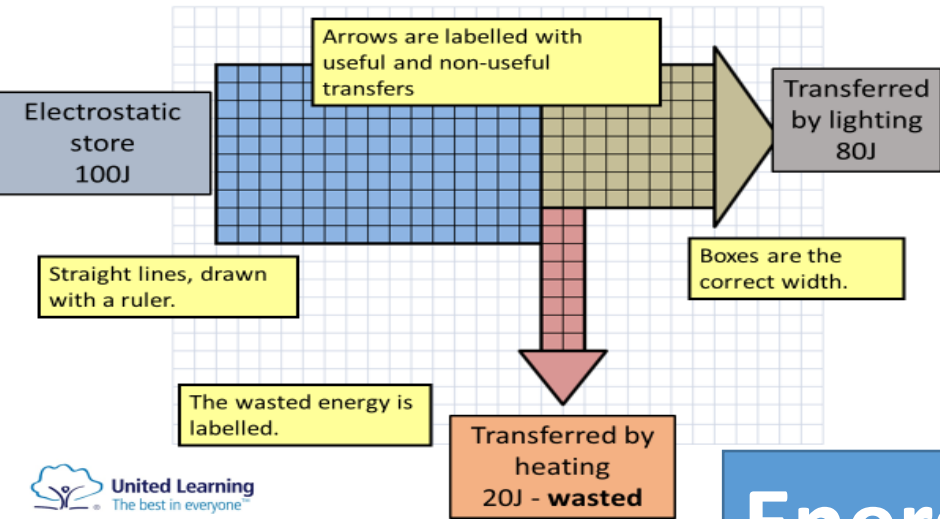 Arrows are labelled with
useful and non-useful
transfers
Electrostatic
store
100J
Transferred
by lighting
80J
Straight lines, drawn
with a ruler.
Boxes are the
correct width.
The wasted energy is
labelled.
Transferred by
heating
20J - wasted
United Learning
The best in everyone™